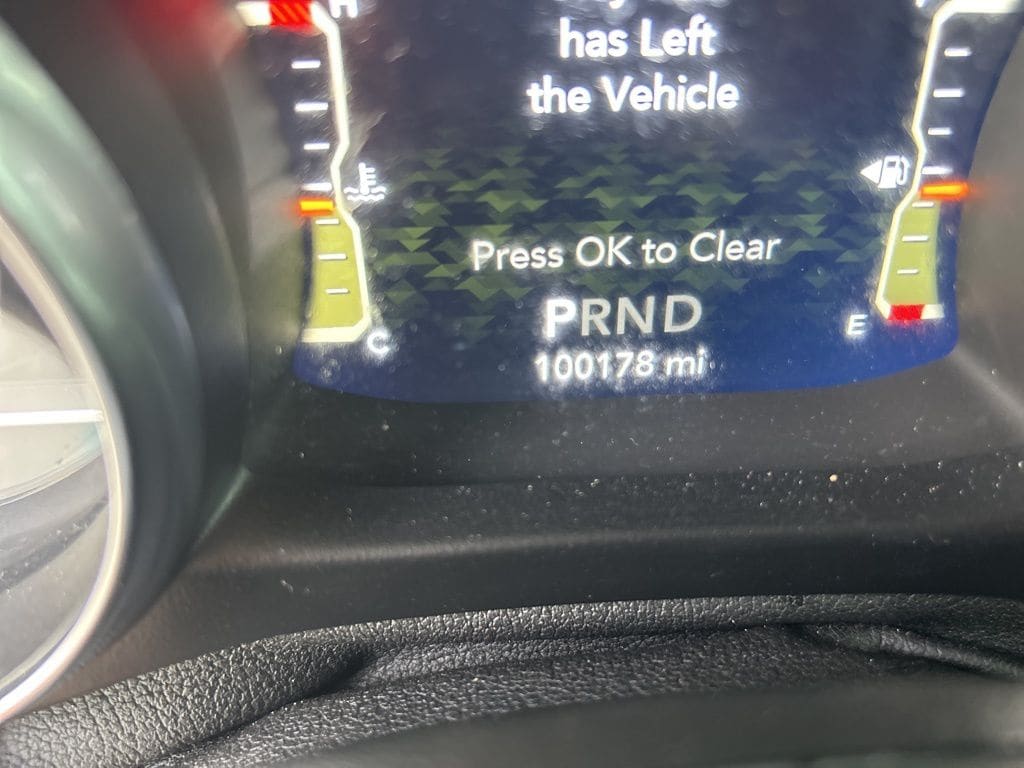 H
has Left
the Vehicle
Press OK to Clear
PRND
E
C
100178 mi